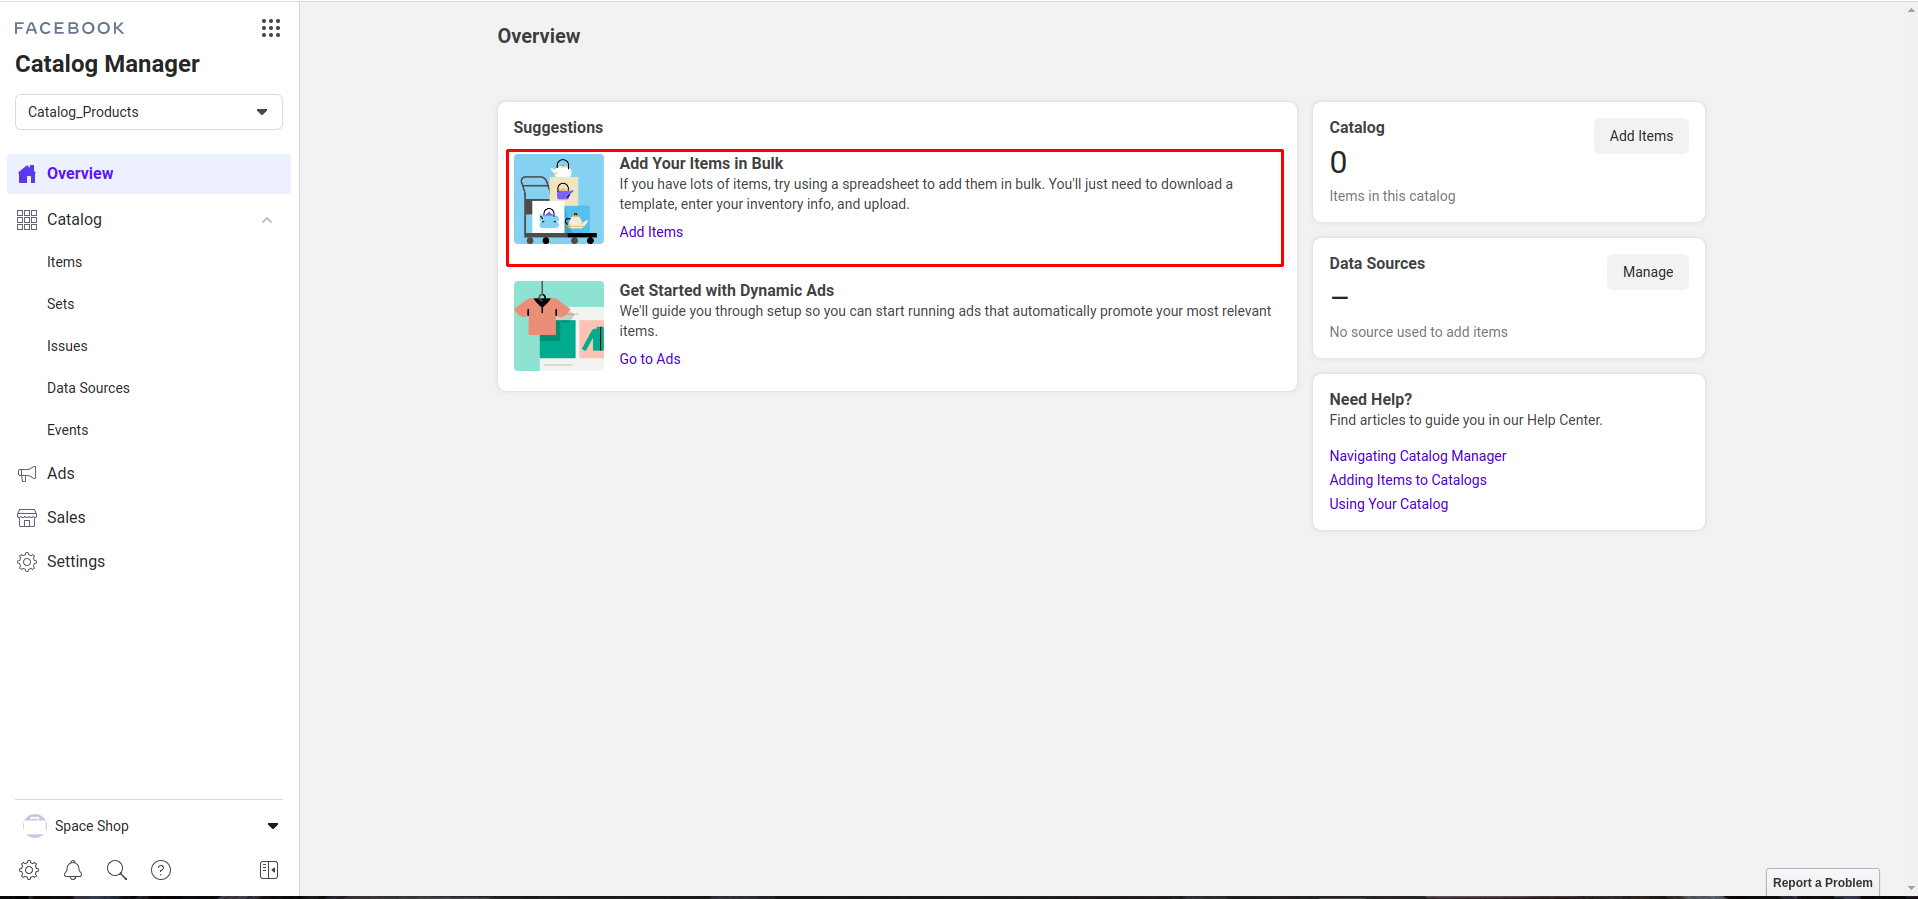 FACEBOOK
Catalog Manager
Catalog_Products
Overview
Catalog
Items
Sets
Issues
Data Sources
Events
Ads
Sales
Settings
Space Shop
Overview
Suggestions
Add Your Items in Bulk
If you have lots of items, try using a spreadsheet to add them in bulk. You'll just need to download a
template, enter your inventory info, and upload.
Add Items
Get Started with Dynamic Ads
We'll guide you through setup so you can start running ads that automatically promote your most relevant
items.
Go to Ads
Catalog
Add Items
0
Items in this catalog
Data Sources
Manage
–
No source used to add items
Need Help?
Find articles to guide you in our Help Center.
Navigating Catalog Manager
Adding Items to Catalogs
Using Your Catalog
Report a Problem